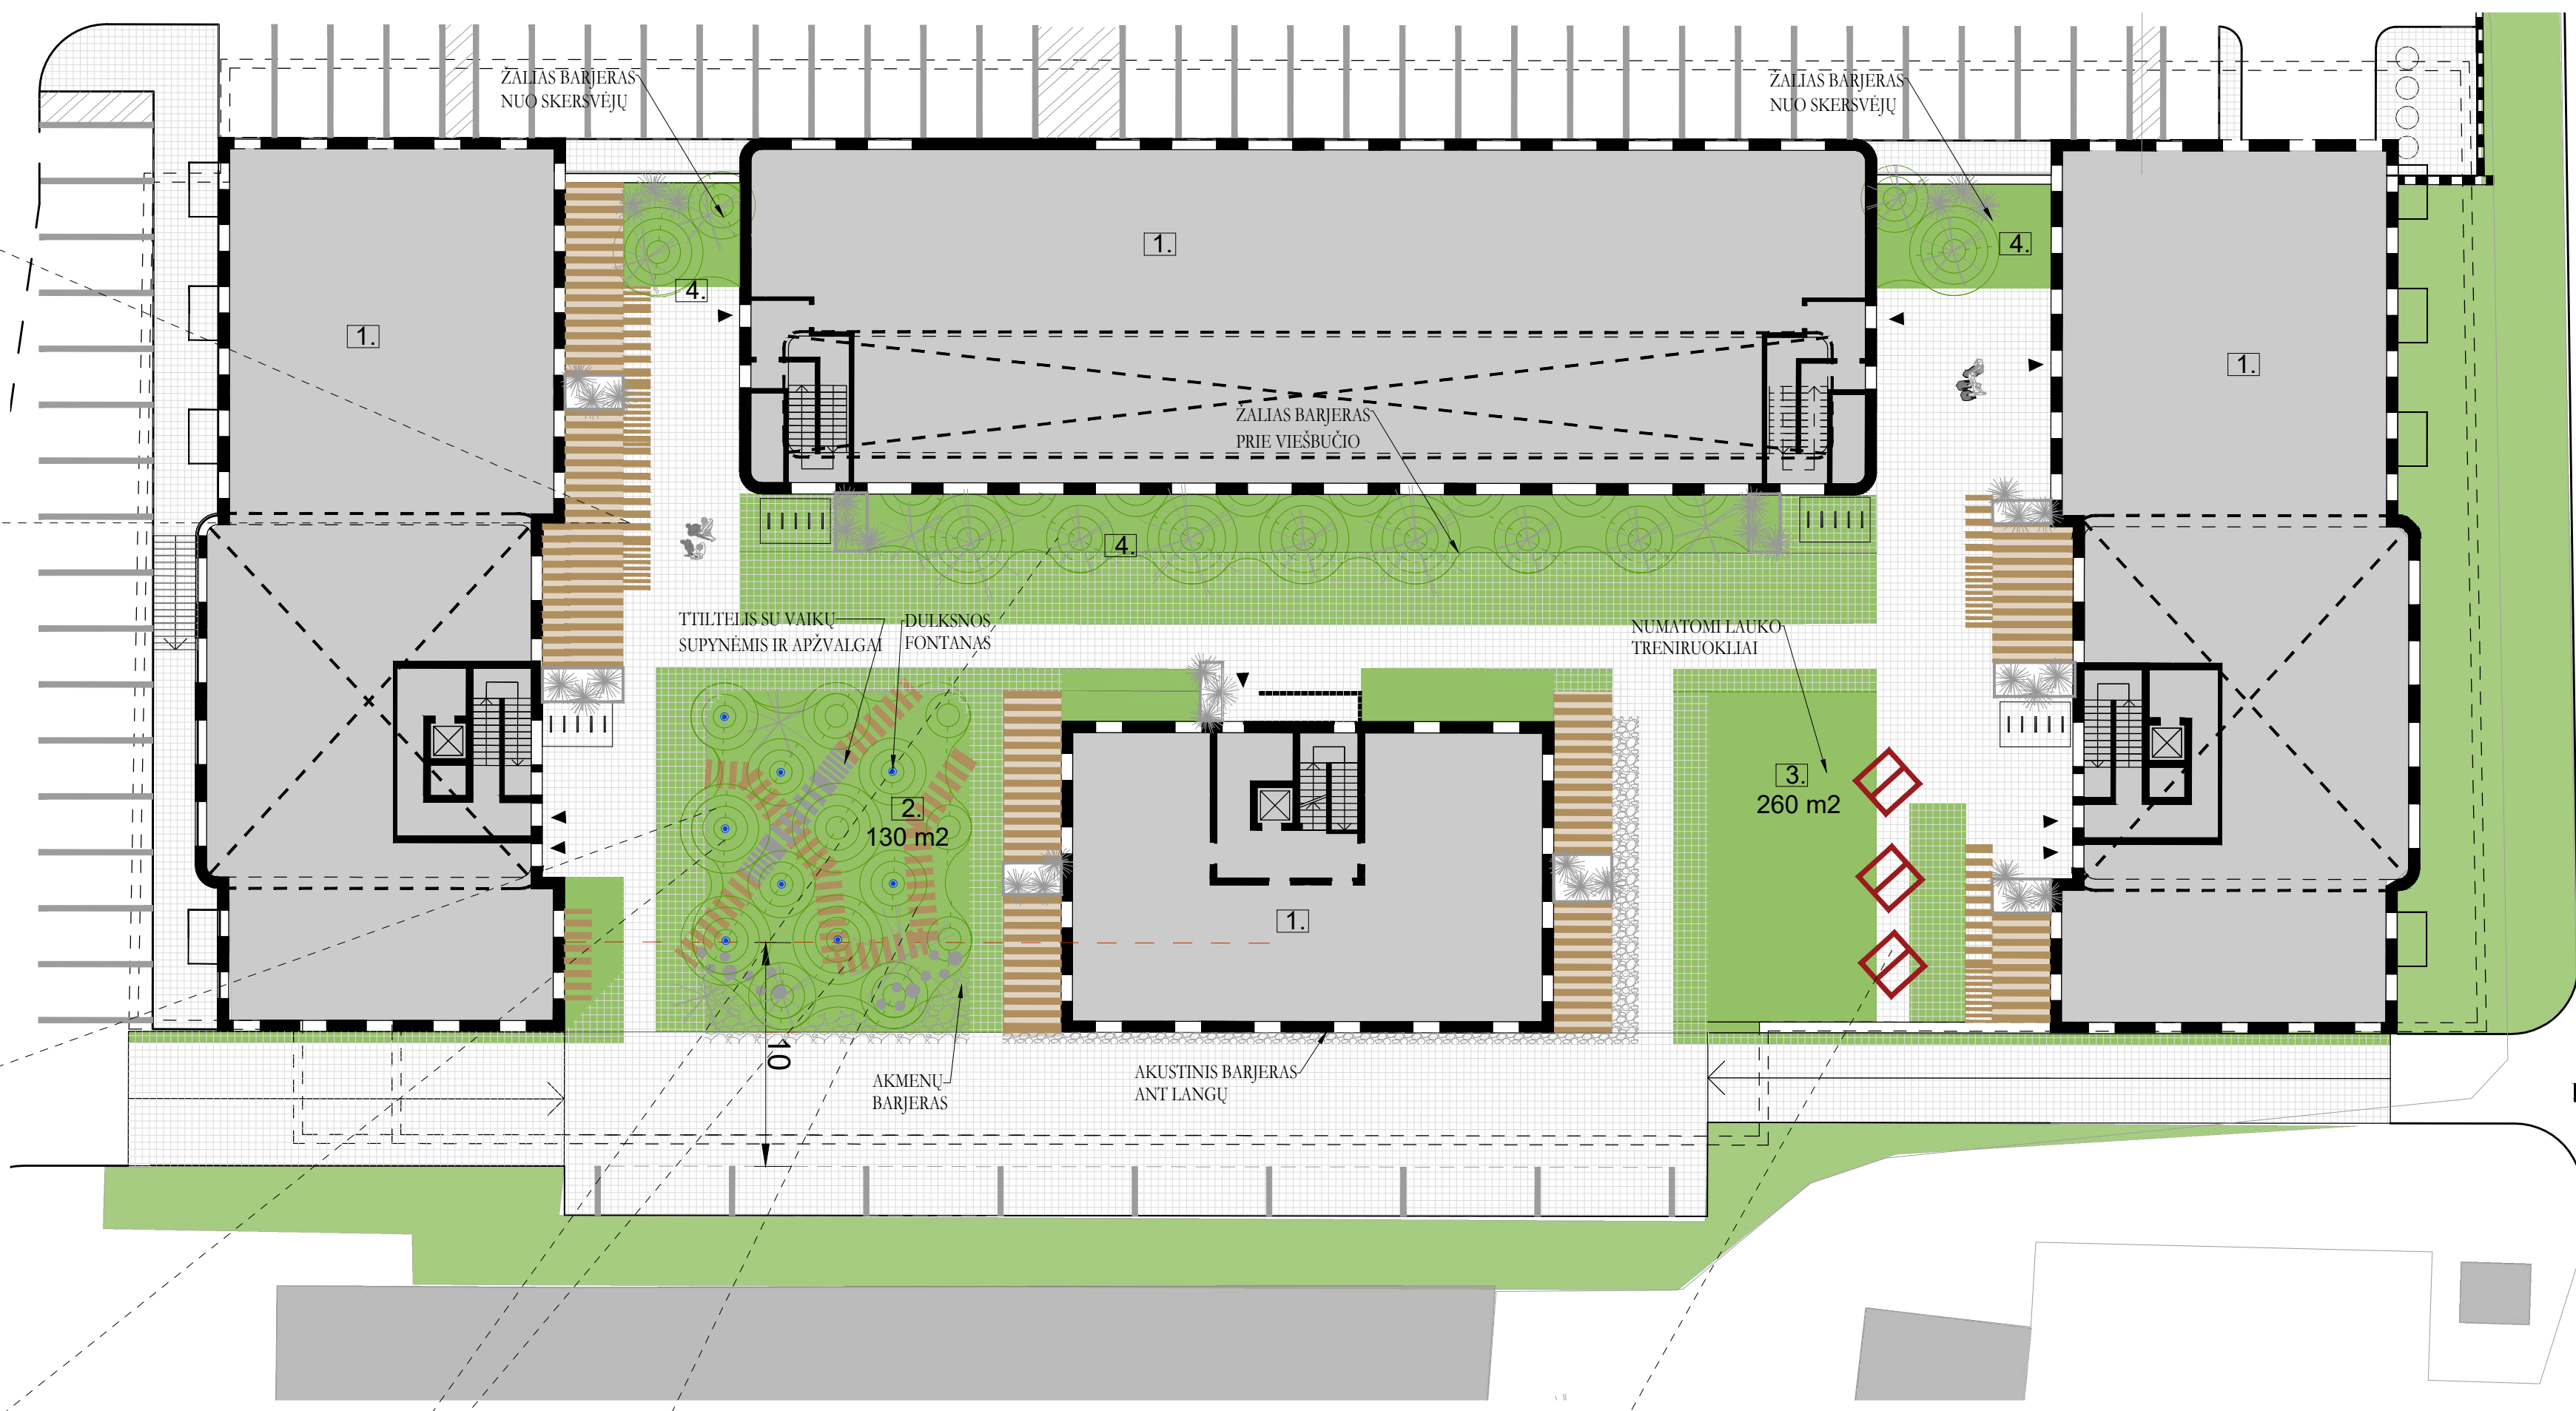 ŽALIAS BARJERAS
NUO SKERSVĖJŲ
ŽALIAS BARJERAS
NUO SKERSVĖJŲ
1.
4.
4.
1.
1.
ŽALIAS BARJERAS
PRIE VIEŠBUČIO
4.
TTILTELIS SU VAIKŲ
SUPYNĖMIS IR APŽVALGAI
DULKSNOS
FONTANAS
NUMATOMI LAUKO
TRENIRUOKLIAI
2.
130 m2
3.
260 m2
1.
10
AKMENŲ
BARJERAS
AKUSTINIS BARJERAS
ANT LANGŲ